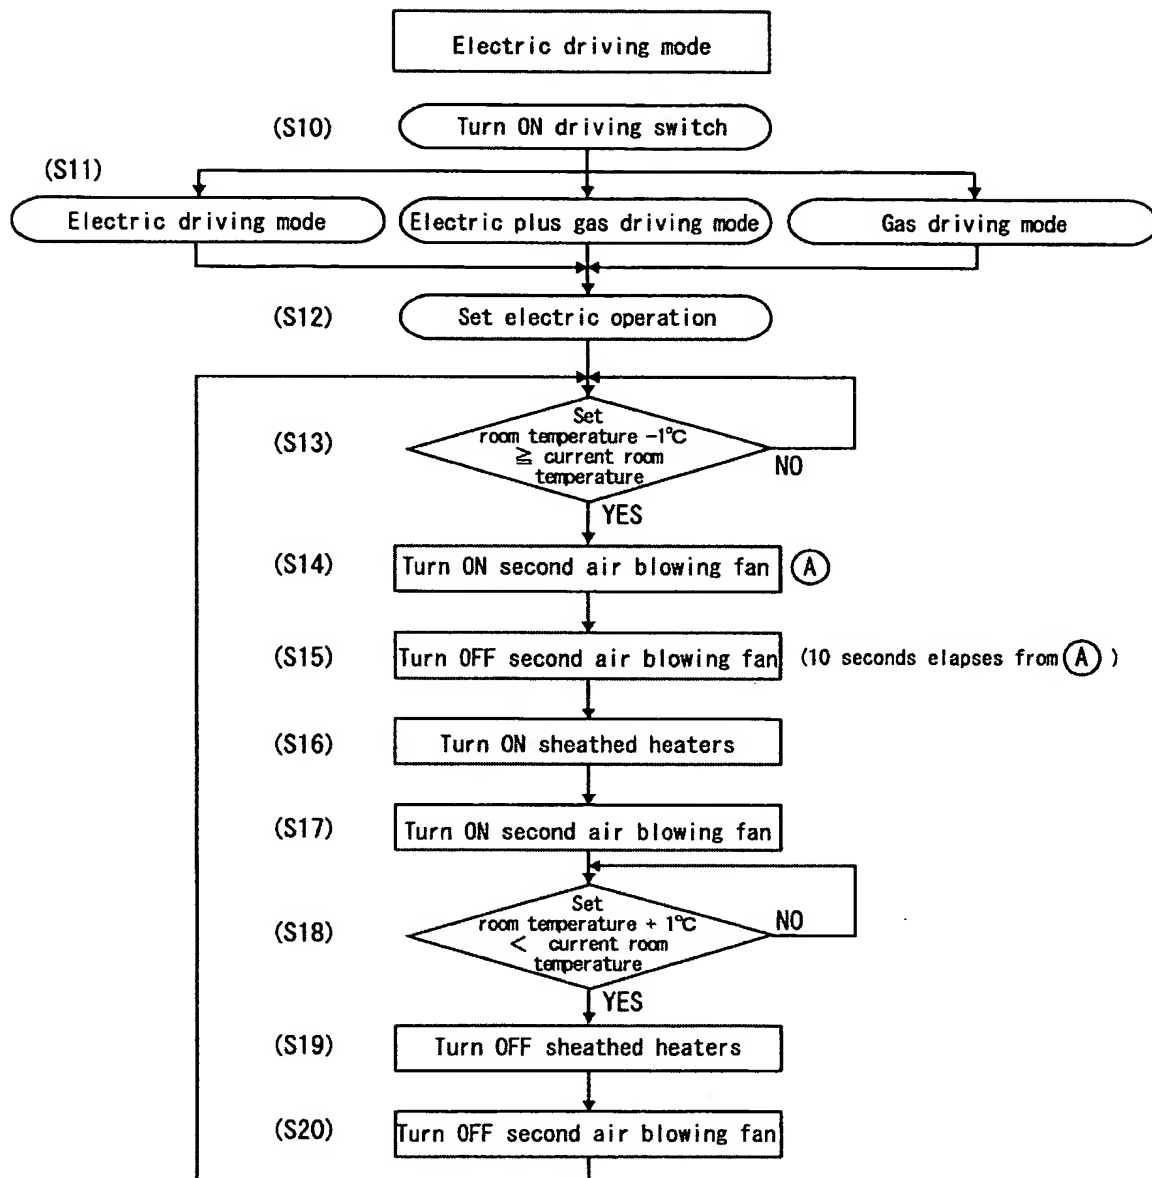 Electric driving mode
(S10) Turn ON driving switch
(S11)
Electric driving mode
Electric plus gas driving mode
Gas driving mode
(S12) Set electric operation
(S13)
Set
room temperature −1°C
≧ current room
temperature
NO
YES
(S14) Turn ON second air blowing fan A
(S15) Turn OFF second air blowing fan (10 seconds elapses from A )
(S16) Turn ON sheathed heaters
(S17) Turn ON second air blowing fan
(S18)
Set
room temperature + 1°C
< current room
temperature
NO
YES
(S19) Turn OFF sheathed heaters
(S20) Turn OFF second air blowing fan